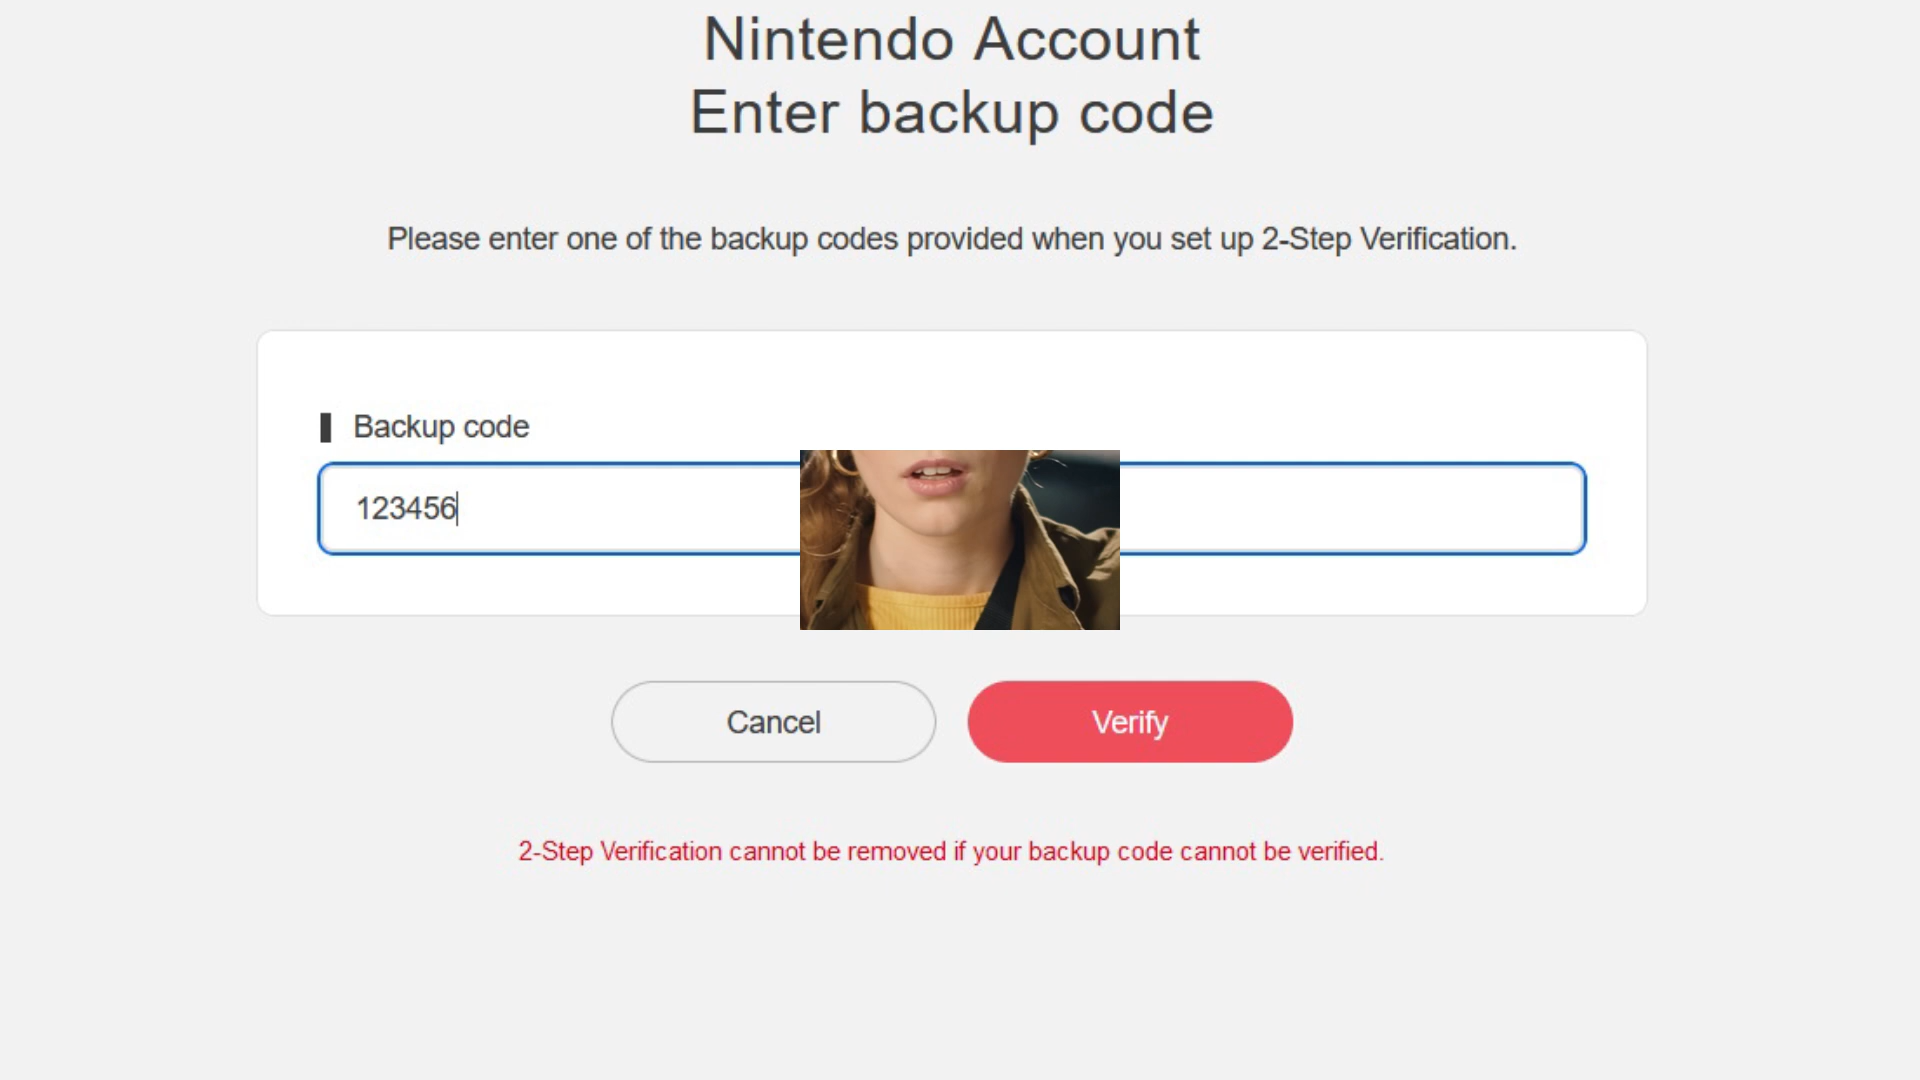 Nintendo Account
Enter backup code
Please enter one of the backup codes provided when you set up 2-Step Verification.
Backup code
123456
Cancel
Verify
2-Step Verification cannot be removed if your backup code cannot be verified.